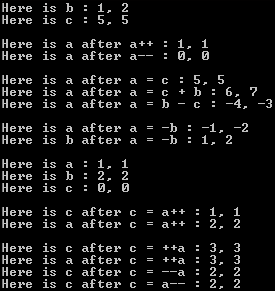 Here is b : 1, 2
Here is c : 5, 5
Here is a after a++ : 1, 1
Here is a after a-- : 0, 0
Here is a after a = c : 5, 5
Here is a after a = c + b : 6, 7
Here is a after a = b - c : -4, -3
Here is a after a = -b : -1, -2
Here is b after a = -b : 1, 2
Here is a : 1, 1
Here is b : 2, 2
Here is c : 0, 0
Here is c after c = a++ : 1, 1
Here is a after c = a++ : 2, 2
Here is c after c = ++a : 3, 3
Here is a after c = ++a : 3, 3
Here is c after c = --a : 2, 2
Here is c after c = a-- : 2, 2